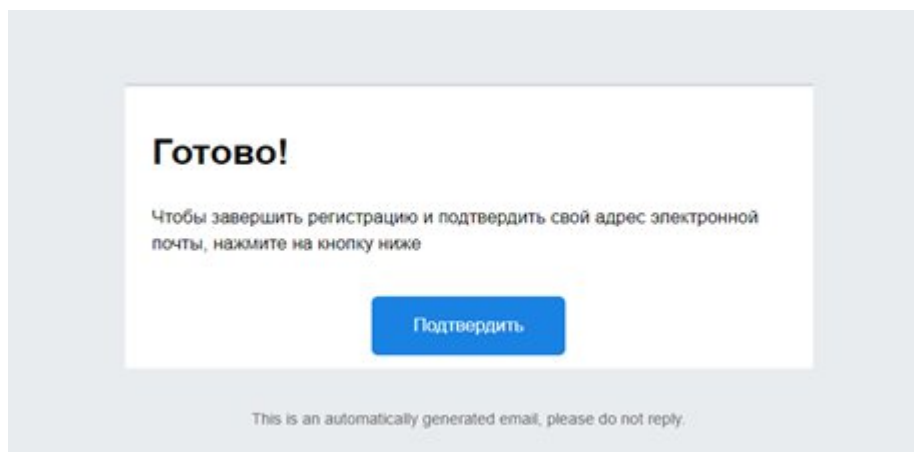 Готово!
Чтобы завершить регистрацию и подтвердить свой адрес электронной
почты, нажмите на кнопку ниже
Подтвердить
This is an automatically generated email, please do not reply.